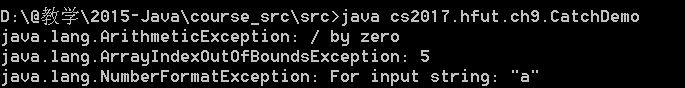 D:\@教学\2015-Java\course_src\src>java cs2017.hfut.ch9.CatchDemo
java.lang.ArithmeticException: / by zero
java.lang.ArrayIndexOutOfBoundsException: 5
java.lang.NumberFormatException: For input string: "a"